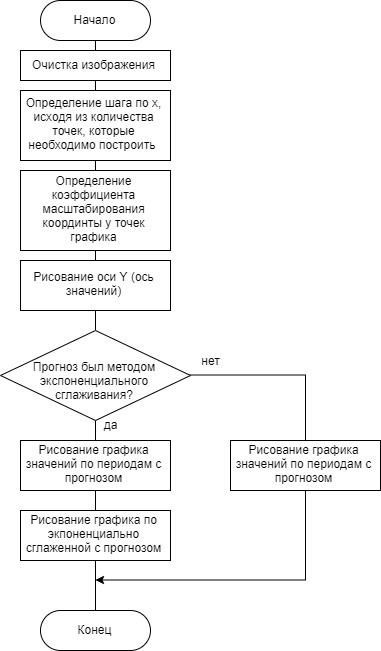 Начало
Очистка изображения
Определение шага по x,
исходя из количества
точек, которые
необходимо построить
Определение
коэффициента
масштабирования
координты y точек
графика
Рисование оси Y (ось
значений)
Прогноз был методом
экспоненциального
сглаживания?
нет
да
Рисование графика
значений по периодам с
прогнозом
Рисование графика
значений по периодам с
прогнозом
Рисование графика по
экпоненциально
сглаженной с прогнозом
Конец